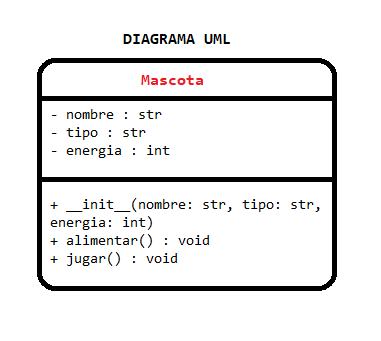 DIAGRAMA UML
Mascota
- nombre : str
- tipo : str
- energia : int
+ __init__(nombre: str, tipo: str,
energia: int)
+ alimentar() : void
+ jugar() : void